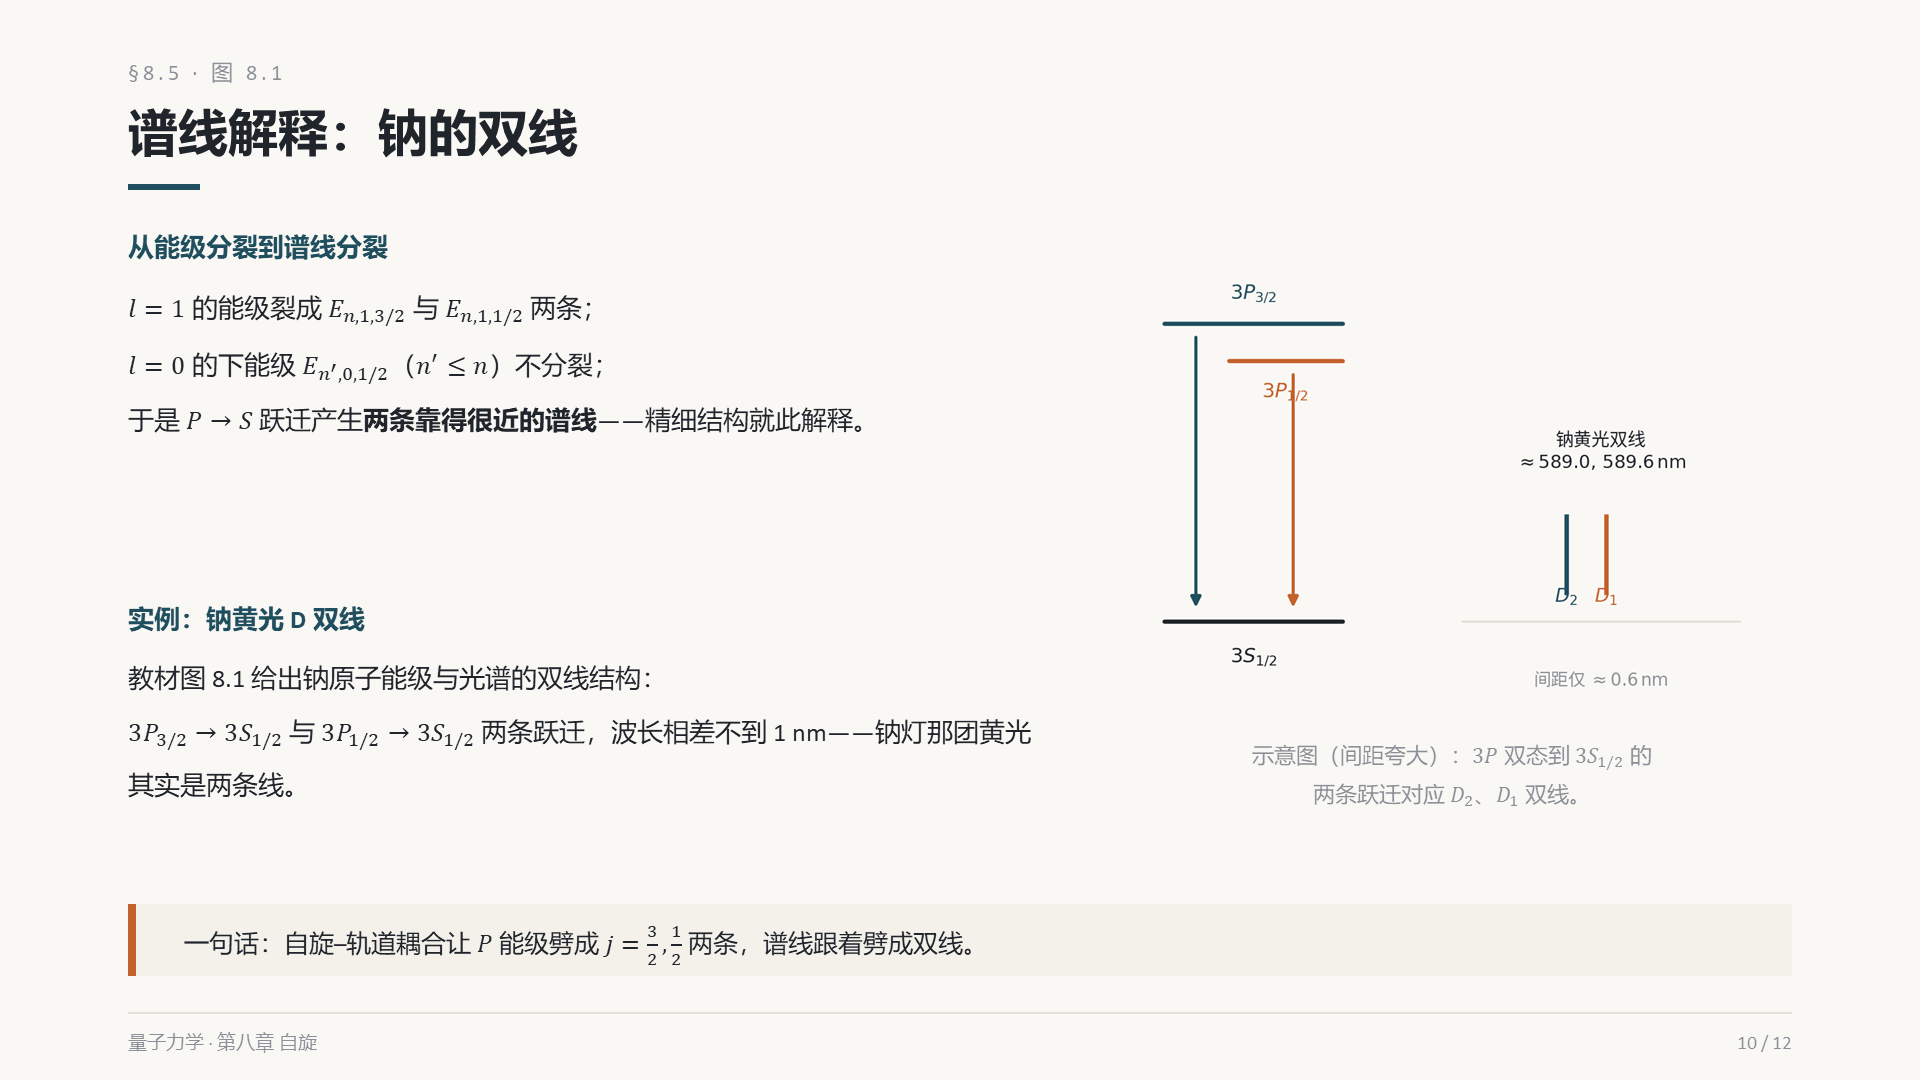 §8.5 · 图 8.1
谱线解释：钠的双线
从能级分裂到谱线分裂
l = 1 的能级裂成 E_{n,1,3/2} 与 E_{n,1,1/2} 两条；
l = 0 的下能级 E_{n′,0,1/2}（n′ ≤ n）不分裂；
于是 P → S 跃迁产生两条靠得很近的谱线——精细结构就此解释。
实例：钠黄光 D 双线
教材图 8.1 给出钠原子能级与光谱的双线结构：
3P_{3/2} → 3S_{1/2} 与 3P_{1/2} → 3S_{1/2} 两条跃迁，波长相差不到 1 nm——钠灯那团黄光
其实是两条线。
3P_{3/2}
3P_{1/2}
3S_{1/2}
钠黄光双线
≈ 589.0, 589.6 nm
D_2 D_1
间距仅 ≈ 0.6 nm
示意图（间距夸大）：3P 双态到 3S_{1/2} 的
两条跃迁对应 D_2、D_1 双线。
一句话：自旋–轨道耦合让 P 能级劈成 j = 3/2, 1/2 两条，谱线跟着劈成双线。
量子力学 · 第八章 自旋
10 / 12